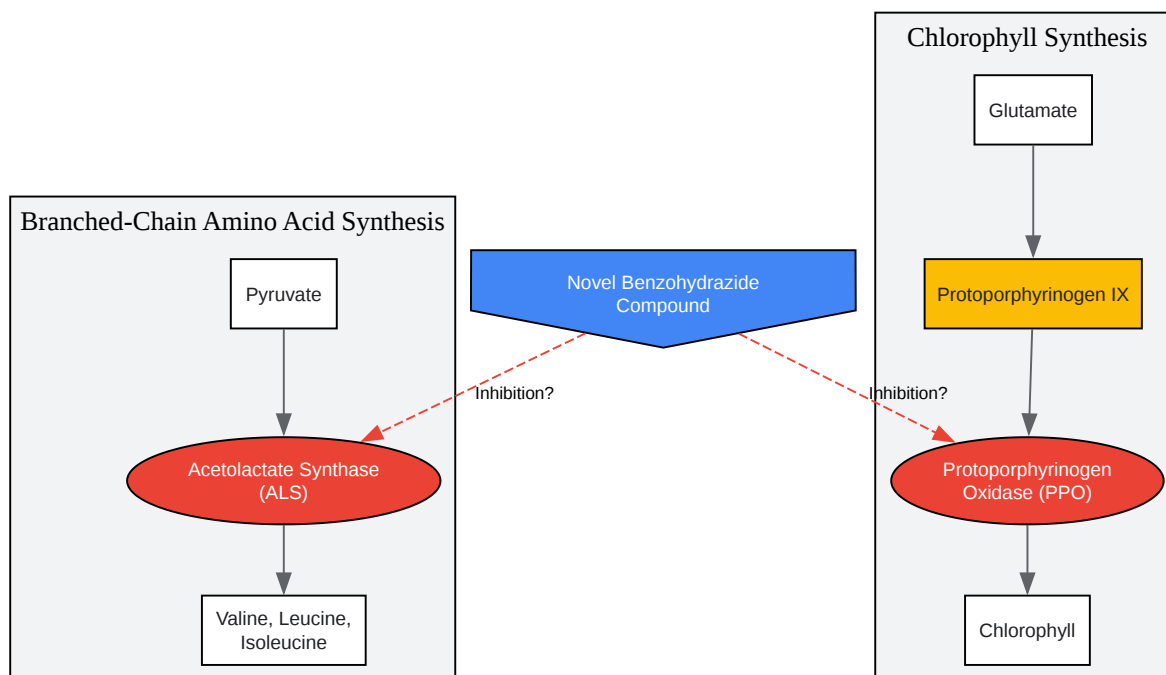 Chlorophyll Synthesis
Glutamate
Branched-Chain Amino Acid Synthesis
Pyruvate
Novel Benzohydrazide
Compound
Protoporphyrinogen IX
Inhibition?
Inhibition?
Acetolactate Synthase
(ALS)
Protoporphyrinogen
Oxidase (PPO)
Valine, Leucine,
Isoleucine
Chlorophyll